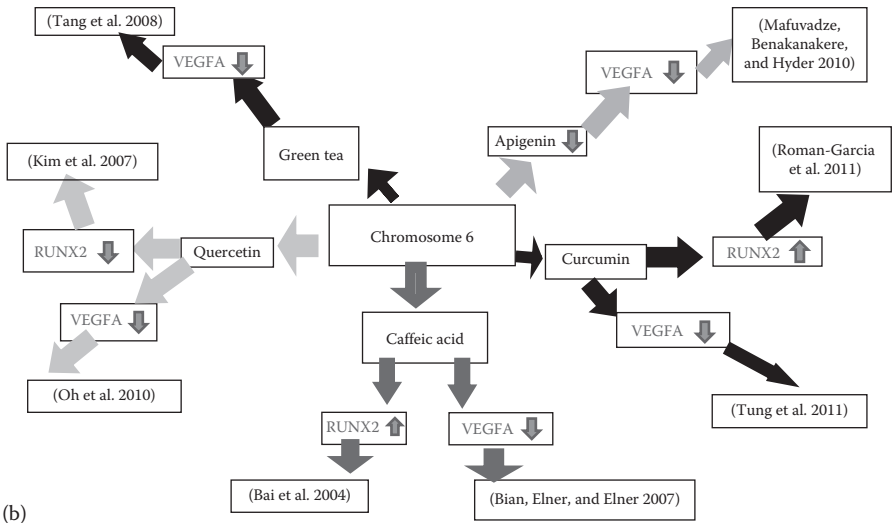 (Tang et al. 2008)
VEGFA
Green tea
(Mafuvadze,
Benakanakere,
and Hyder 2010)
VEGFA
Apigenin
(Kim et al. 2007)
RUNX2
Quercetin
VEGFA
(Oh et al. 2010)
Chromosome 6
(Roman-Garcia
et al. 2011)
Curcumin
RUNX2
VEGFA
(Tung et al. 2011)
Caffeic acid
RUNX2
VEGFA
(Bai et al. 2004)
(Bian, Elner, and Elner 2007)
(b)